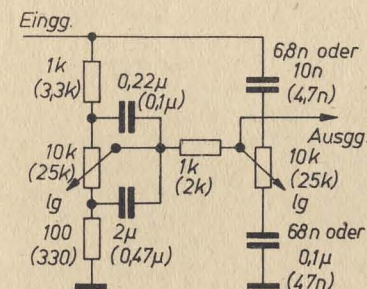 Eingg.
1k
(3,3k)
0,22µ
(0,1µ)
6,8n oder
10n
(4,7n)
10k
(25k)
lg
1k
(2k)
Ausgg.
10k
(25k)
lg
100
(330)
2µ
(0,47µ)
68n oder
0,1µ
(47n)